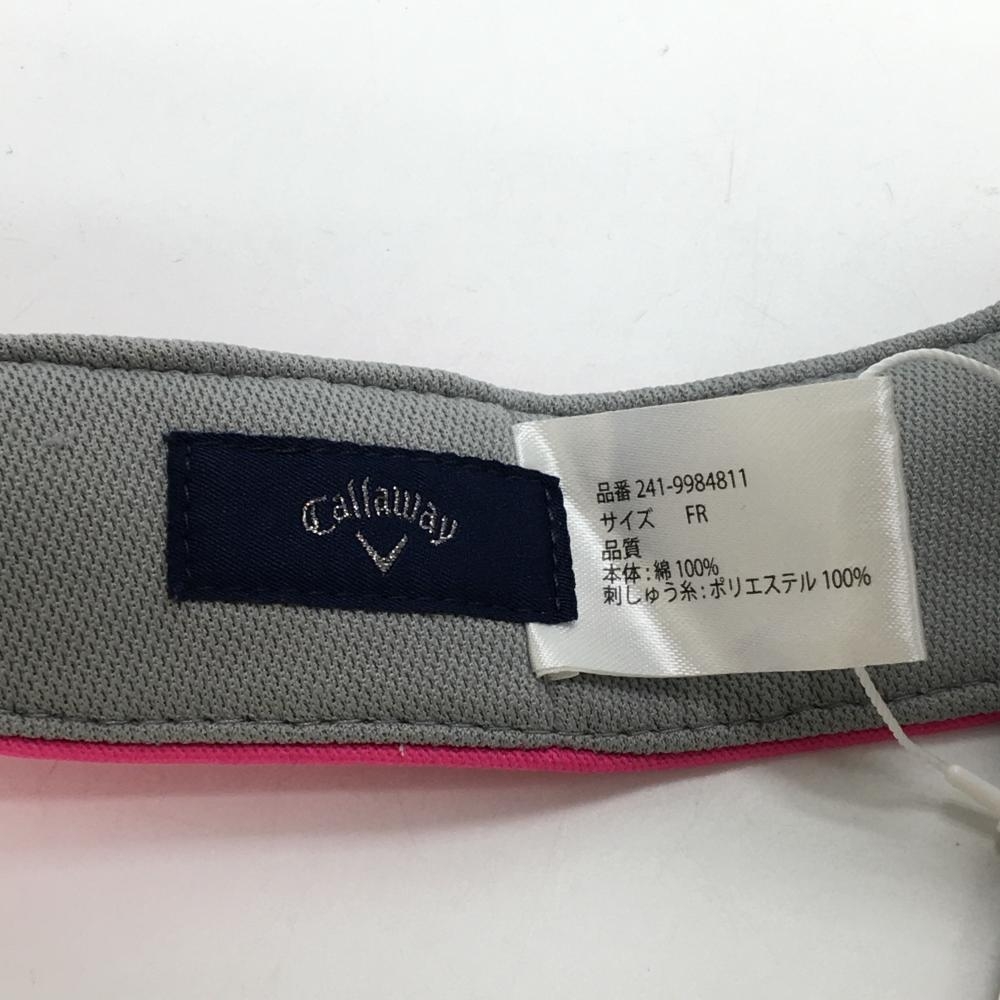 Callaway
品番 241-9984811
サイズ FR
品質
本体：綿 100%
刺しゅう糸：ポリエステル 100%